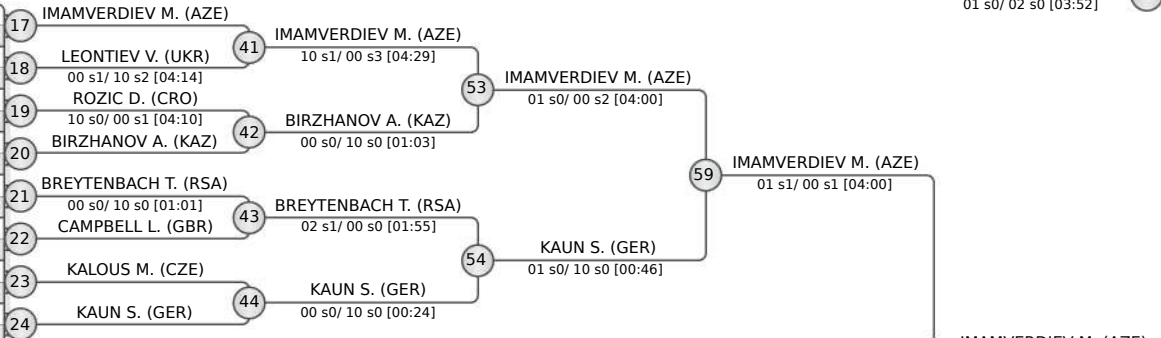 01 s0/ 02 s0 [03:52]
17
IMAMVERDIEV M. (AZE)
41
IMAMVERDIEV M. (AZE)
10 s1/ 00 s3 [04:29]
18
LEONTIEV V. (UKR)
00 s1/ 10 s2 [04:14]
53
IMAMVERDIEV M. (AZE)
01 s0/ 00 s2 [04:00]
19
ROZIC D. (CRO)
10 s0/ 00 s1 [04:10]
42
BIRZHANOV A. (KAZ)
00 s0/ 10 s0 [01:03]
20
BIRZHANOV A. (KAZ)
59
IMAMVERDIEV M. (AZE)
01 s1/ 00 s1 [04:00]
21
BREYTENBACH T. (RSA)
00 s0/ 10 s0 [01:01]
43
BREYTENBACH T. (RSA)
02 s1/ 00 s0 [01:55]
22
CAMPBELL L. (GBR)
54
KAUN S. (GER)
01 s0/ 10 s0 [00:46]
23
KALOUS M. (CZE)
44
KAUN S. (GER)
00 s0/ 10 s0 [00:24]
24
KAUN S. (GER)
IMAMVERDIEV M. (AZE)